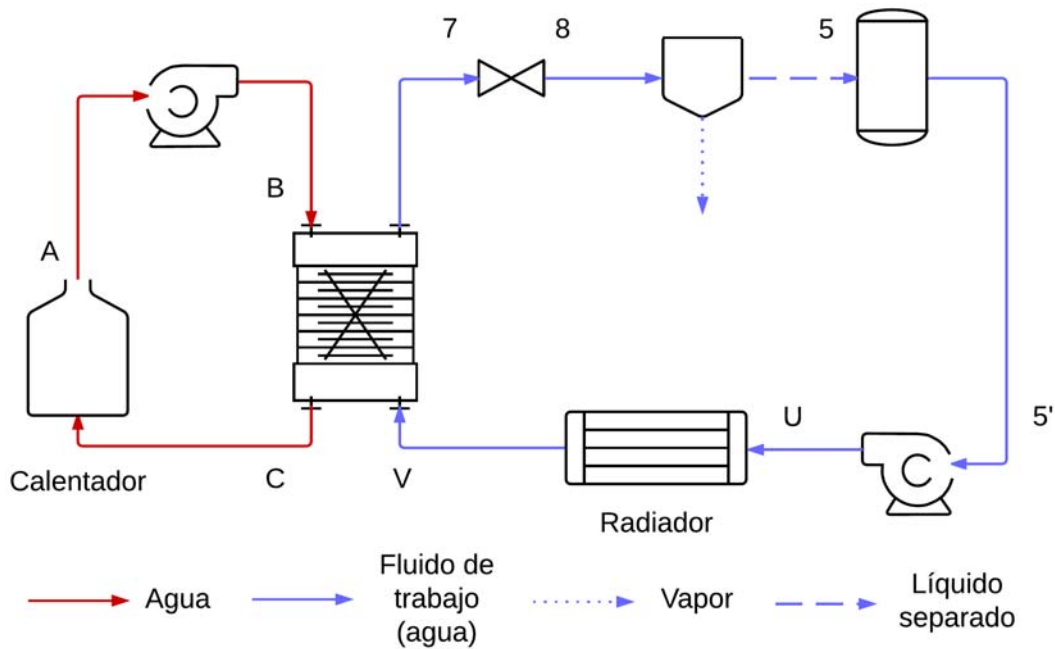 7
8
5
B
A
U
5'
Calentador
C
V
Radiador
Agua
Fluido de
trabajo
(agua)
Vapor
Líquido
separado